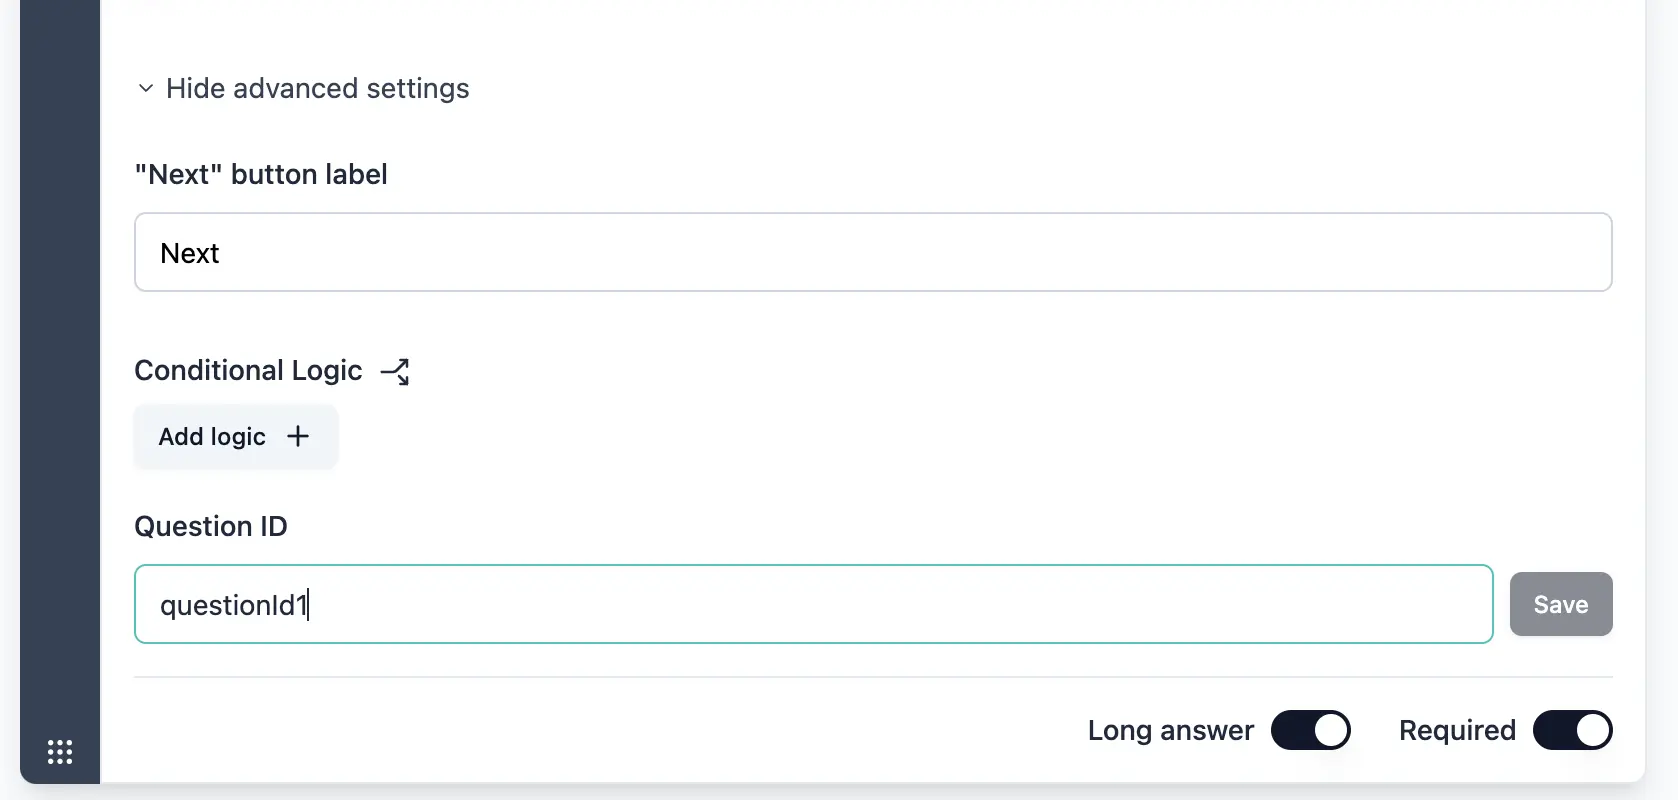 Hide advanced settings
"Next" button label
Next
Conditional Logic
Add logic
Question ID
questionId1
Save
Long answer
Required